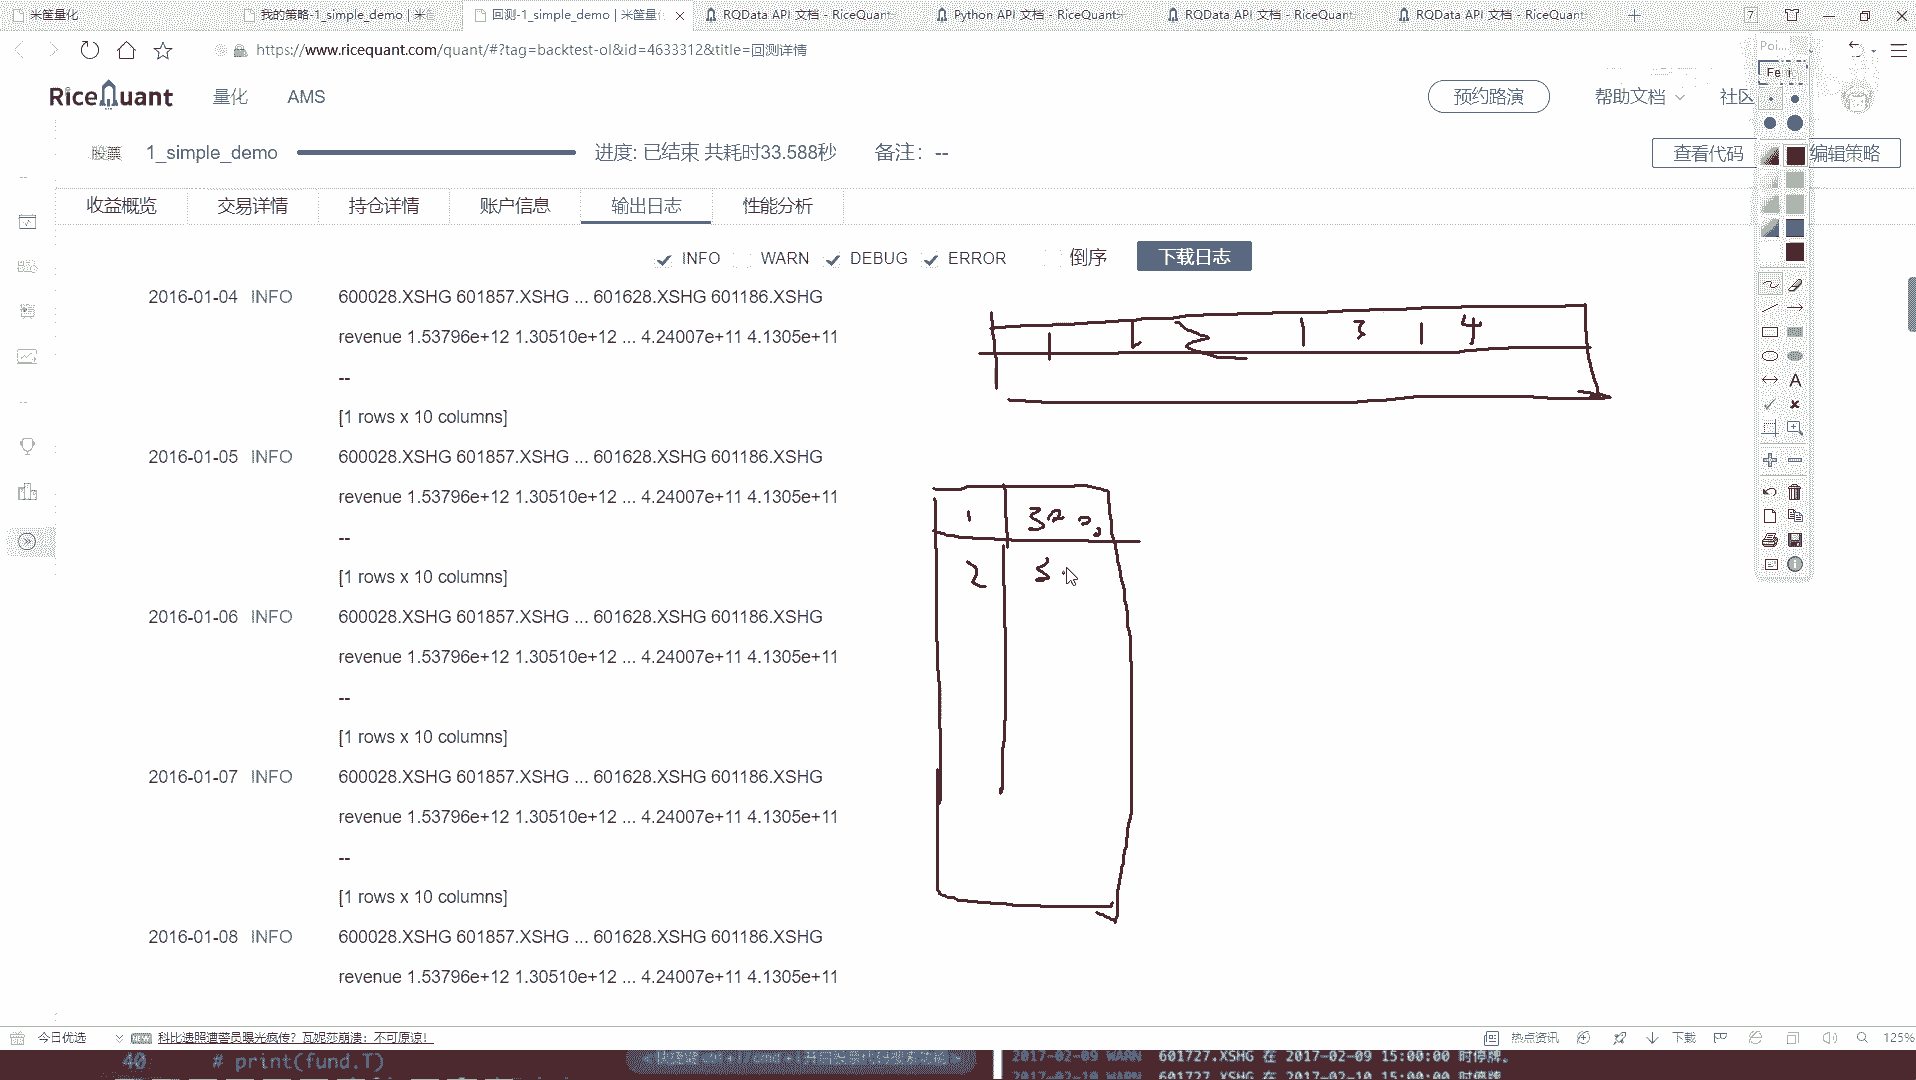 米筐量化
我的策略-1_simple_demo | 米筐
回测-1_simple_demo | 米筐量化
RQData API 文档 - RiceQuant
Python API 文档 - RiceQuant
RQData API 文档 - RiceQuant
RQData API 文档 - RiceQuant
7
https://www.ricequant.com/quant/#?tag=backtest-ol&id=4633312&title=回测详情
Poi...
RiceQuant
量化
AMS
预约路演
帮助文档
社区
股票
1_simple_demo
进度: 已结束 共耗时33.588秒
备注: --
查看代码
编辑策略
收益概览
交易详情
持仓详情
账户信息
输出日志
性能分析
INFO
WARN
DEBUG
ERROR
倒序
下载日志
2016-01-04 INFO 600028.XSHG 601857.XSHG ... 601628.XSHG 601186.XSHG
revenue 1.53796e+12 1.30510e+12 ... 4.24007e+11 4.1305e+11
--
[1 rows x 10 columns]
2016-01-05 INFO 600028.XSHG 601857.XSHG ... 601628.XSHG 601186.XSHG
revenue 1.53796e+12 1.30510e+12 ... 4.24007e+11 4.1305e+11
--
[1 rows x 10 columns]
2016-01-06 INFO 600028.XSHG 601857.XSHG ... 601628.XSHG 601186.XSHG
revenue 1.53796e+12 1.30510e+12 ... 4.24007e+11 4.1305e+11
--
[1 rows x 10 columns]
2016-01-07 INFO 600028.XSHG 601857.XSHG ... 601628.XSHG 601186.XSHG
revenue 1.53796e+12 1.30510e+12 ... 4.24007e+11 4.1305e+11
--
[1 rows x 10 columns]
2016-01-08 INFO 600028.XSHG 601857.XSHG ... 601628.XSHG 601186.XSHG
revenue 1.53796e+12 1.30510e+12 ... 4.24007e+11 4.1305e+11
1 2 3 4
1
2
今日优选
科比遗照遭警员曝光疯传? 瓦妮莎崩溃: 不可原谅!
热点资讯
下载
125%
40 # print(fund.T)
2017-02-09 WARN 601727.XSHG 在 2017-02-09 15:00:00 时停牌。
2017-02-10 WARN 601727.XSHG 在 2017-02-10 15:00:00 时停牌。